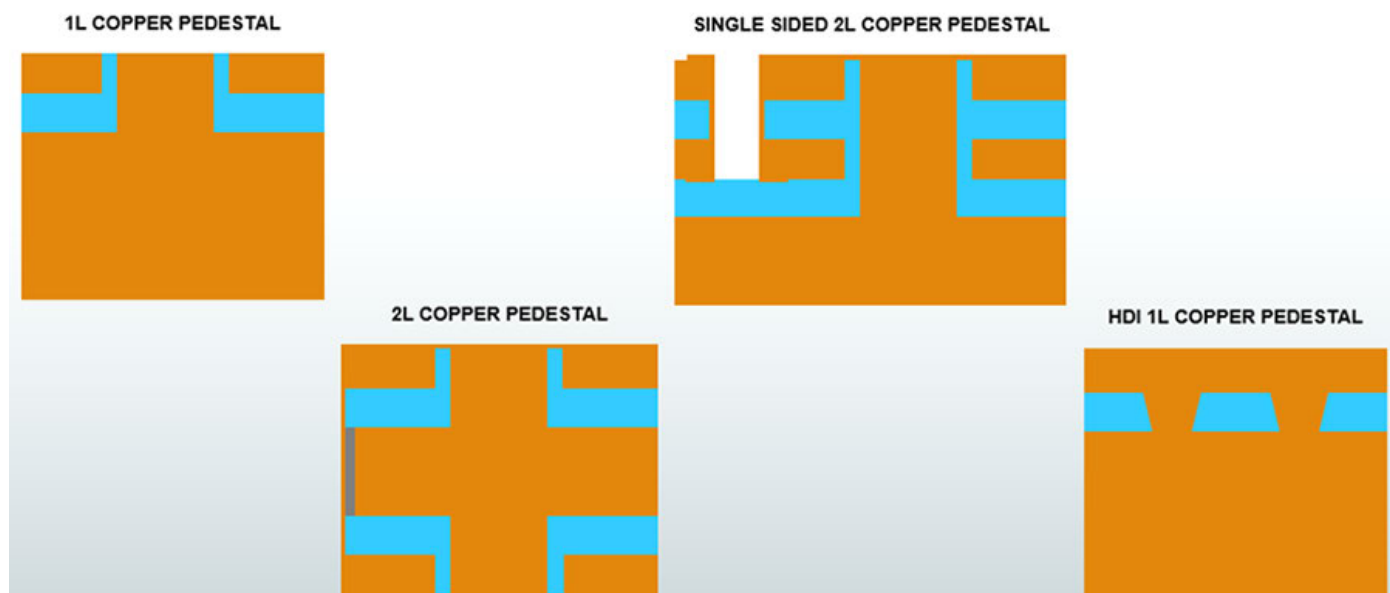 1L COPPER PEDESTAL
SINGLE SIDED 2L COPPER PEDESTAL
2L COPPER PEDESTAL
HDI 1L COPPER PEDESTAL